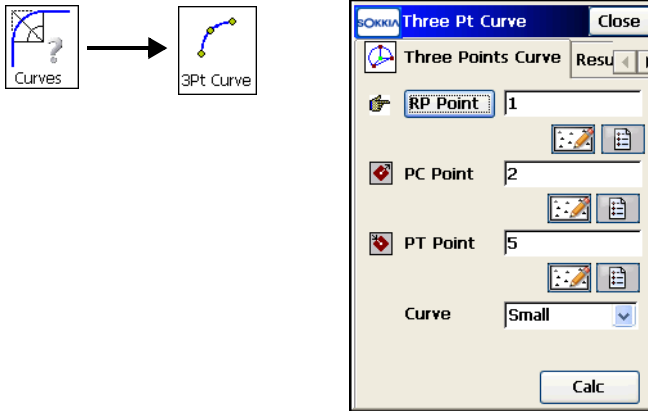 Curves
3Pt Curve
SOKKIA Three Pt Curve Close
Three Points Curve Resu
RP Point 1
PC Point 2
PT Point 5
Curve Small
Calc